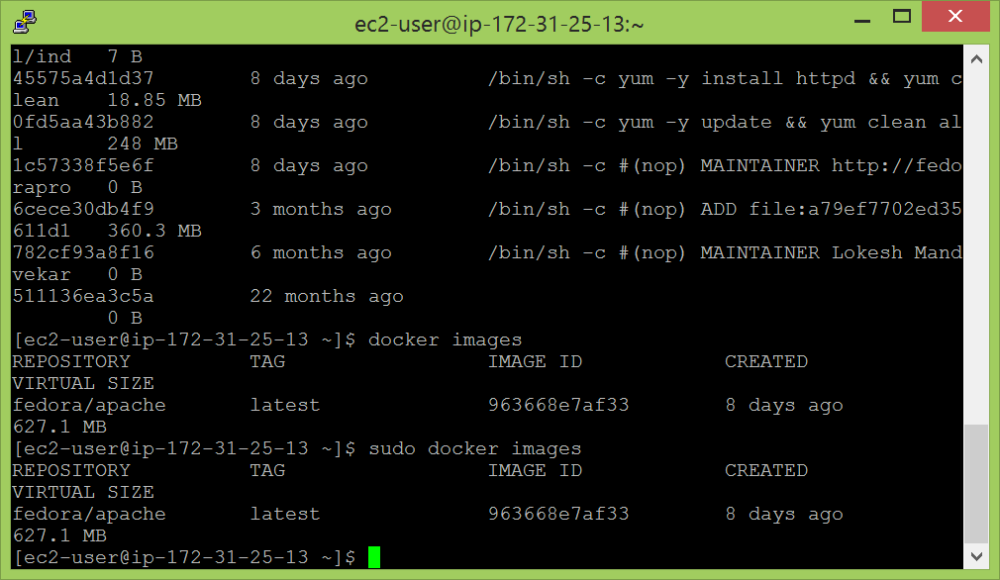 ec2-user@ip-172-31-25-13:~
l/ind   7 B
45575a4d1d37        8 days ago          /bin/sh -c yum -y install httpd && yum c
lean    18.85 MB
0fd5aa43b882        8 days ago          /bin/sh -c yum -y update && yum clean al
l       248 MB
1c57338f5e6f        8 days ago          /bin/sh -c #(nop) MAINTAINER http://fedo
rapro   0 B
6cece30db4f9        3 months ago        /bin/sh -c #(nop) ADD file:a79ef7702ed35
611d1   360.3 MB
782cf93a8f16        6 months ago        /bin/sh -c #(nop) MAINTAINER Lokesh Mand
vekar   0 B
511136ea3c5a        22 months ago
        0 B
[ec2-user@ip-172-31-25-13 ~]$ docker images
REPOSITORY          TAG                 IMAGE ID            CREATED
VIRTUAL SIZE
fedora/apache       latest              963668e7af33        8 days ago
627.1 MB
[ec2-user@ip-172-31-25-13 ~]$ sudo docker images
REPOSITORY          TAG                 IMAGE ID            CREATED
VIRTUAL SIZE
fedora/apache       latest              963668e7af33        8 days ago
627.1 MB
[ec2-user@ip-172-31-25-13 ~]$